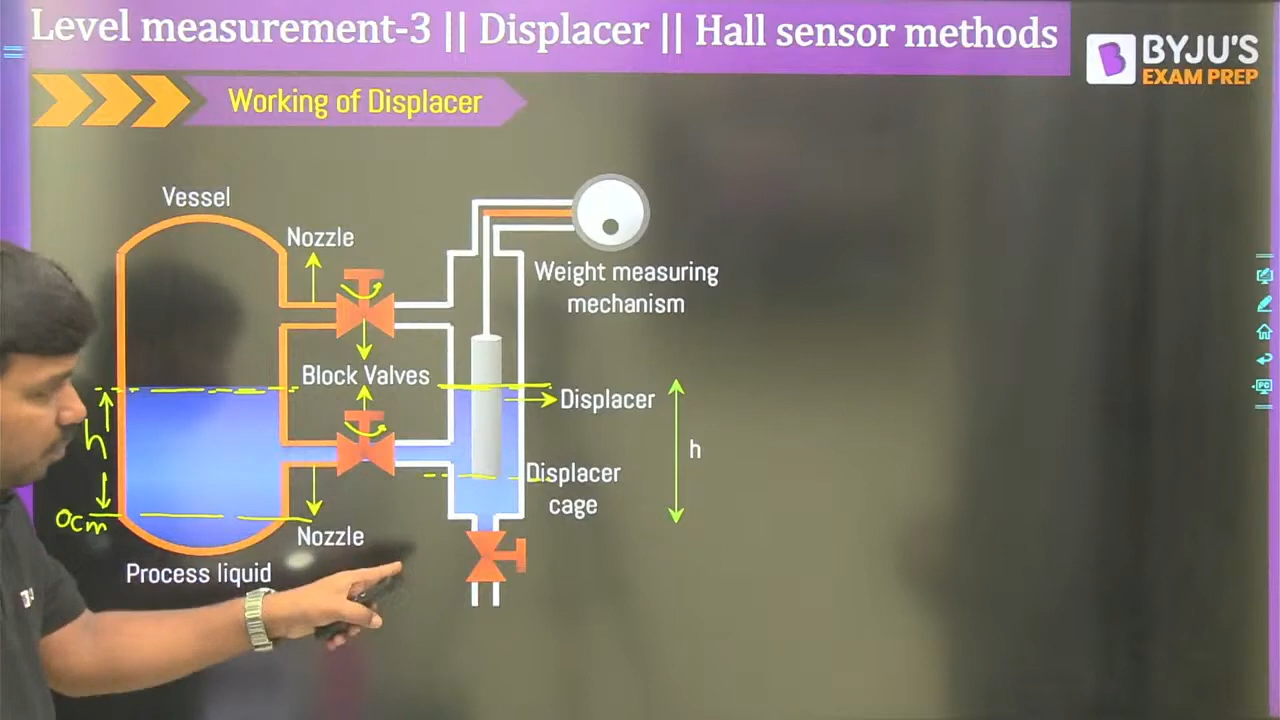 Level measurement-3 || Displacer || Hall sensor methods
BYJU'S
EXAM PREP
Working of Displacer
Vessel
Nozzle
Weight measuring
mechanism
Block Valves
Displacer
h
h
Displacer
cage
0cm
Nozzle
Process liquid
PC